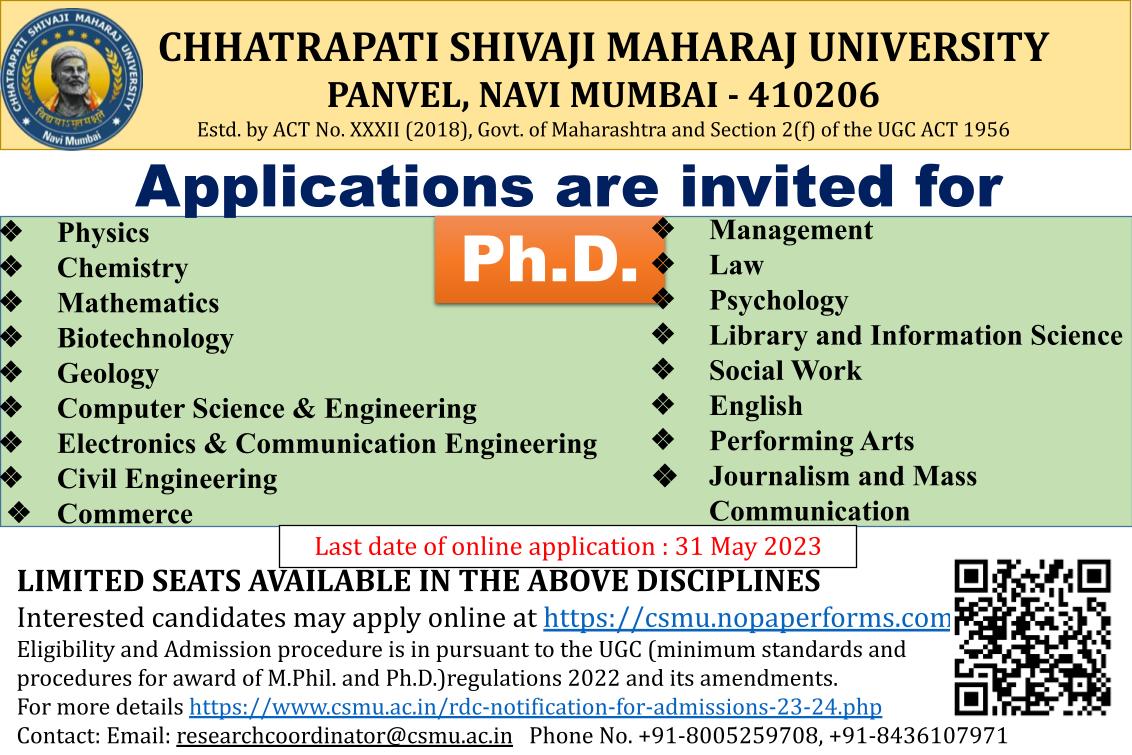 CHHATRAPATI SHIVAJI MAHARAJ UNIVERSITY
Navi Mumbai
CHHATRAPATI SHIVAJI MAHARAJ UNIVERSITY
PANVEL, NAVI MUMBAI - 410206
Estd. by ACT No. XXXII (2018), Govt. of Maharashtra and Section 2(f) of the UGC ACT 1956
Applications are invited for
Ph.D.
❖ Physics
❖ Chemistry
❖ Mathematics
❖ Biotechnology
❖ Geology
❖ Computer Science & Engineering
❖ Electronics & Communication Engineering
❖ Civil Engineering
❖ Commerce
❖ Management
❖ Law
❖ Psychology
❖ Library and Information Science
❖ Social Work
❖ English
❖ Performing Arts
❖ Journalism and Mass
Communication
Last date of online application : 31 May 2023
LIMITED SEATS AVAILABLE IN THE ABOVE DISCIPLINES
Interested candidates may apply online at https://csmu.nopaperforms.com
Eligibility and Admission procedure is in pursuant to the UGC (minimum standards and
procedures for award of M.Phil. and Ph.D.)regulations 2022 and its amendments.
For more details https://www.csmu.ac.in/rdc-notification-for-admissions-23-24.php
Contact: Email: researchcoordinator@csmu.ac.in Phone No. +91-8005259708, +91-8436107971